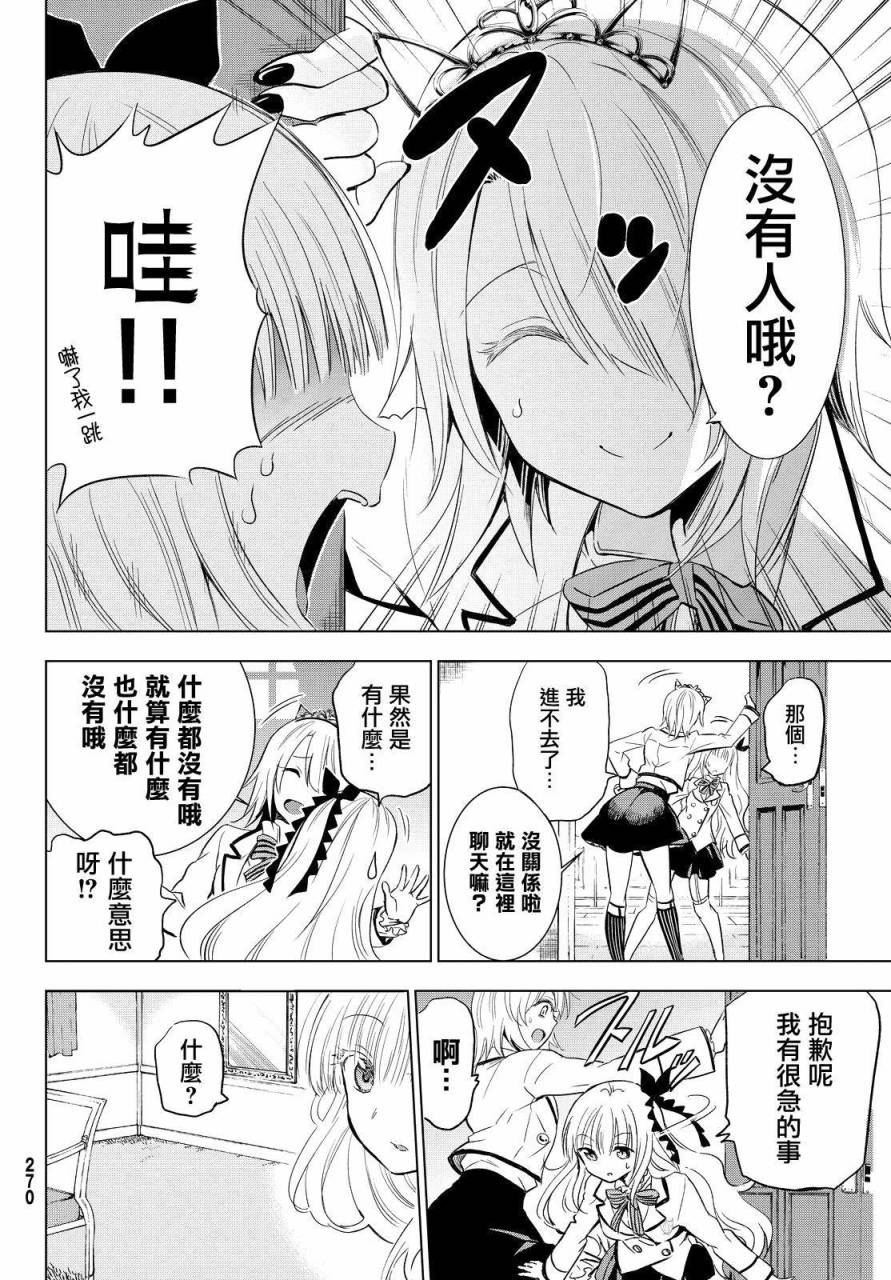 沒有人哦?
ヌッ
哇!!
嚇了我一跳
那個…
我
進不去了…
沒關係啦
就在這裡
聊天嘛?
果然是
有什麼…
什麼都沒有哦
就算有什麼
也什麼都
沒有哦
什麼意思
呀!?
抱歉呢
我有很急的事
スルル
啊…
什麼?
270